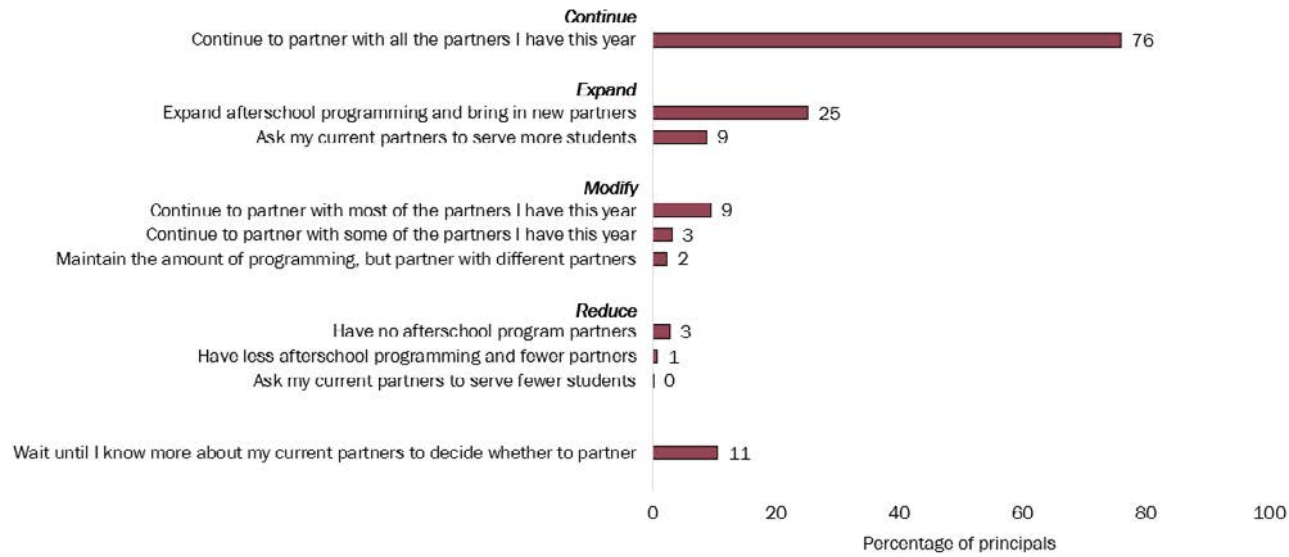 Continue
Continue to partner with all the partners I have this year 76
Expand
Expand afterschool programming and bring in new partners 25
Ask my current partners to serve more students 9
Modify
Continue to partner with most of the partners I have this year 9
Continue to partner with some of the partners I have this year 3
Maintain the amount of programming, but partner with different partners 2
Reduce
Have no afterschool program partners 3
Have less afterschool programming and fewer partners 1
Ask my current partners to serve fewer students 0
Wait until I know more about my current partners to decide whether to partner 11
0 20 40 60 80 100
Percentage of principals